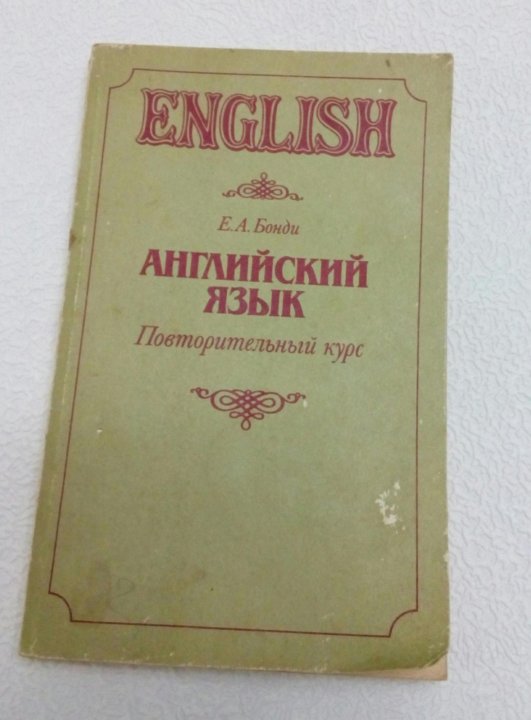 ENGLISH
Е.А.Бонди
АНГЛИЙСКИЙ
ЯЗЫК
Повторительный курс